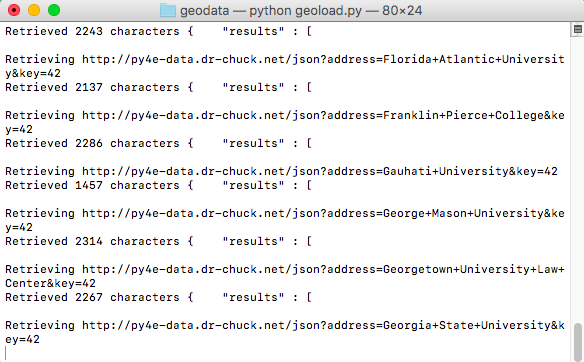 geodata — python geoload.py — 80×24
Retrieved 2243 characters {    "results" : [
Retrieving http://py4e-data.dr-chuck.net/json?address=Florida+Atlantic+Universit
y&key=42
Retrieved 2137 characters {    "results" : [
Retrieving http://py4e-data.dr-chuck.net/json?address=Franklin+Pierce+College&ke
y=42
Retrieved 2286 characters {    "results" : [
Retrieving http://py4e-data.dr-chuck.net/json?address=Gauhati+University&key=42
Retrieved 1457 characters {    "results" : [
Retrieving http://py4e-data.dr-chuck.net/json?address=George+Mason+University&ke
y=42
Retrieved 2314 characters {    "results" : [
Retrieving http://py4e-data.dr-chuck.net/json?address=Georgetown+University+Law+
Center&key=42
Retrieved 2267 characters {    "results" : [
Retrieving http://py4e-data.dr-chuck.net/json?address=Georgia+State+University&k
ey=42